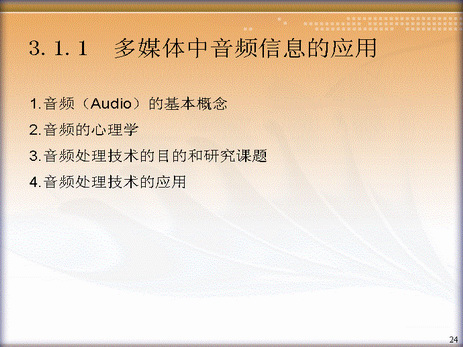 3.1.1 多媒体中音频信息的应用
1.音频（Audio）的基本概念
2.音频的心理学
3.音频处理技术的目的和研究课题
4.音频处理技术的应用
24